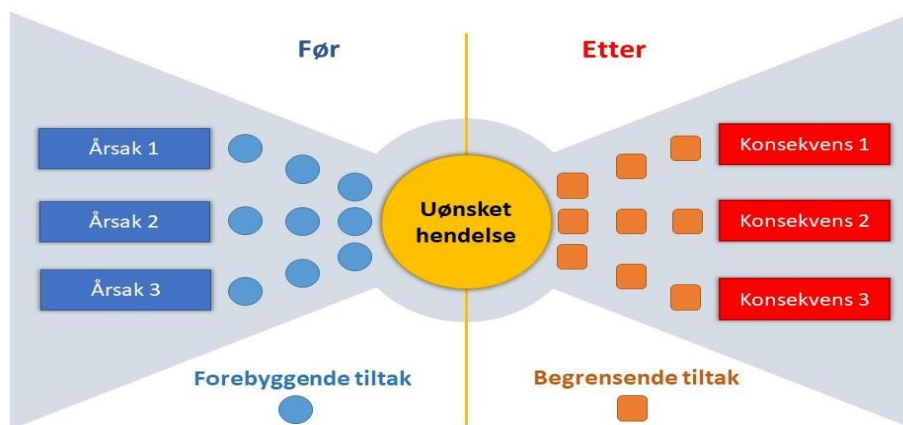 Før
Etter
Årsak 1
Årsak 2
Årsak 3
Uønsket
hendelse
Konsekvens 1
Konsekvens 2
Konsekvens 3
Forebyggende tiltak
Begrensende tiltak